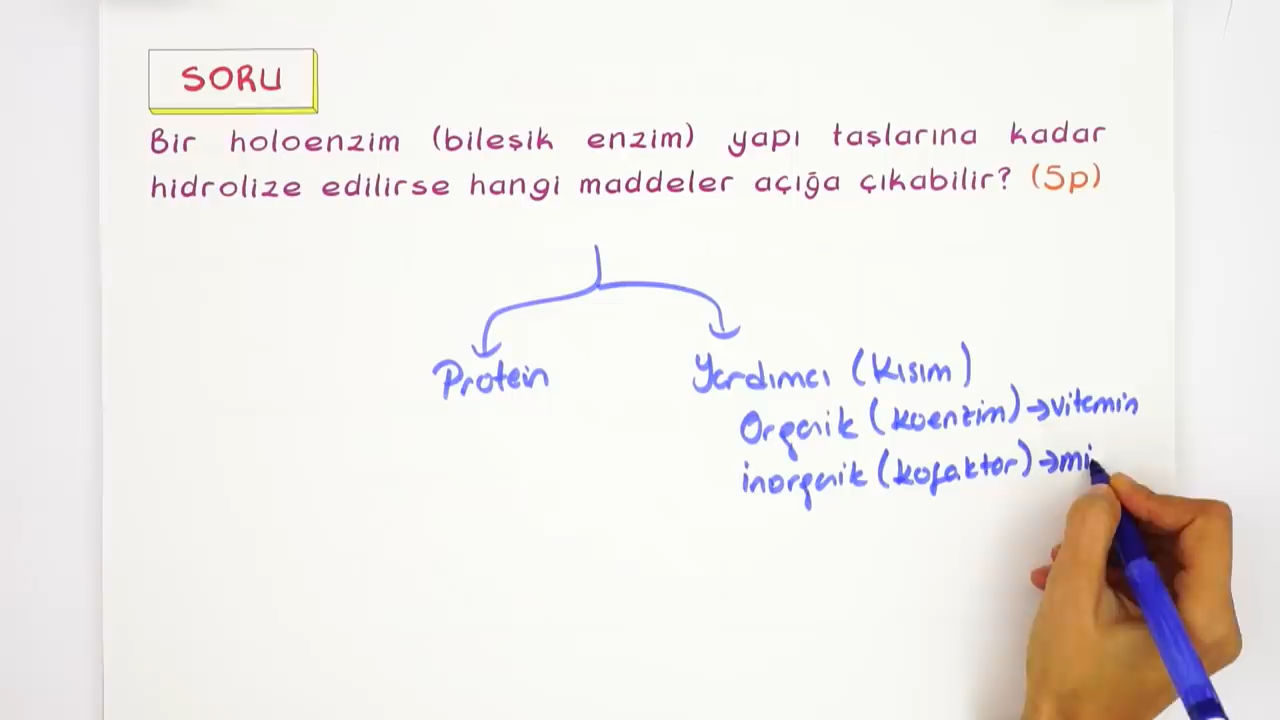 SORU
Bir holoenzim (bileşik enzim) yapı taşlarına kadar
hidrolize edilirse hangi maddeler açığa çıkabilir? (5p)
Protein
Yardımcı (Kısım)
Organik (koenzim) → vitamin
inorganik (kofaktör) → mi